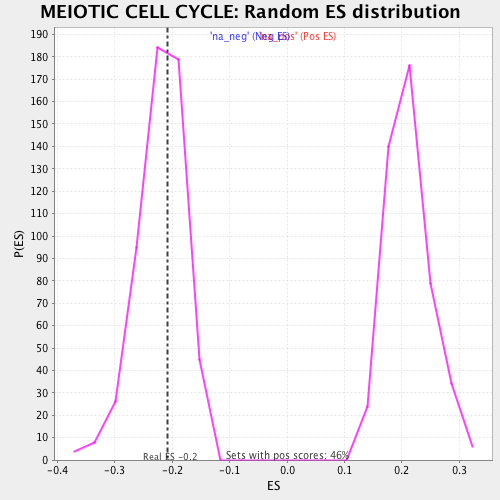 MEIOTIC CELL CYCLE: Random ES distribution
'na_neg' (Neg ES) 'na_pos' (Pos ES)
190
180
170
160
150
140
130
120
110
100
90
80
70
60
50
40
30
20
10
0
P(ES)
Real ES -0.2
Sets with pos scores; 46%
-0.4 -0.3 -0.2 -0.1 0.0 0.1 0.2 0.3
ES